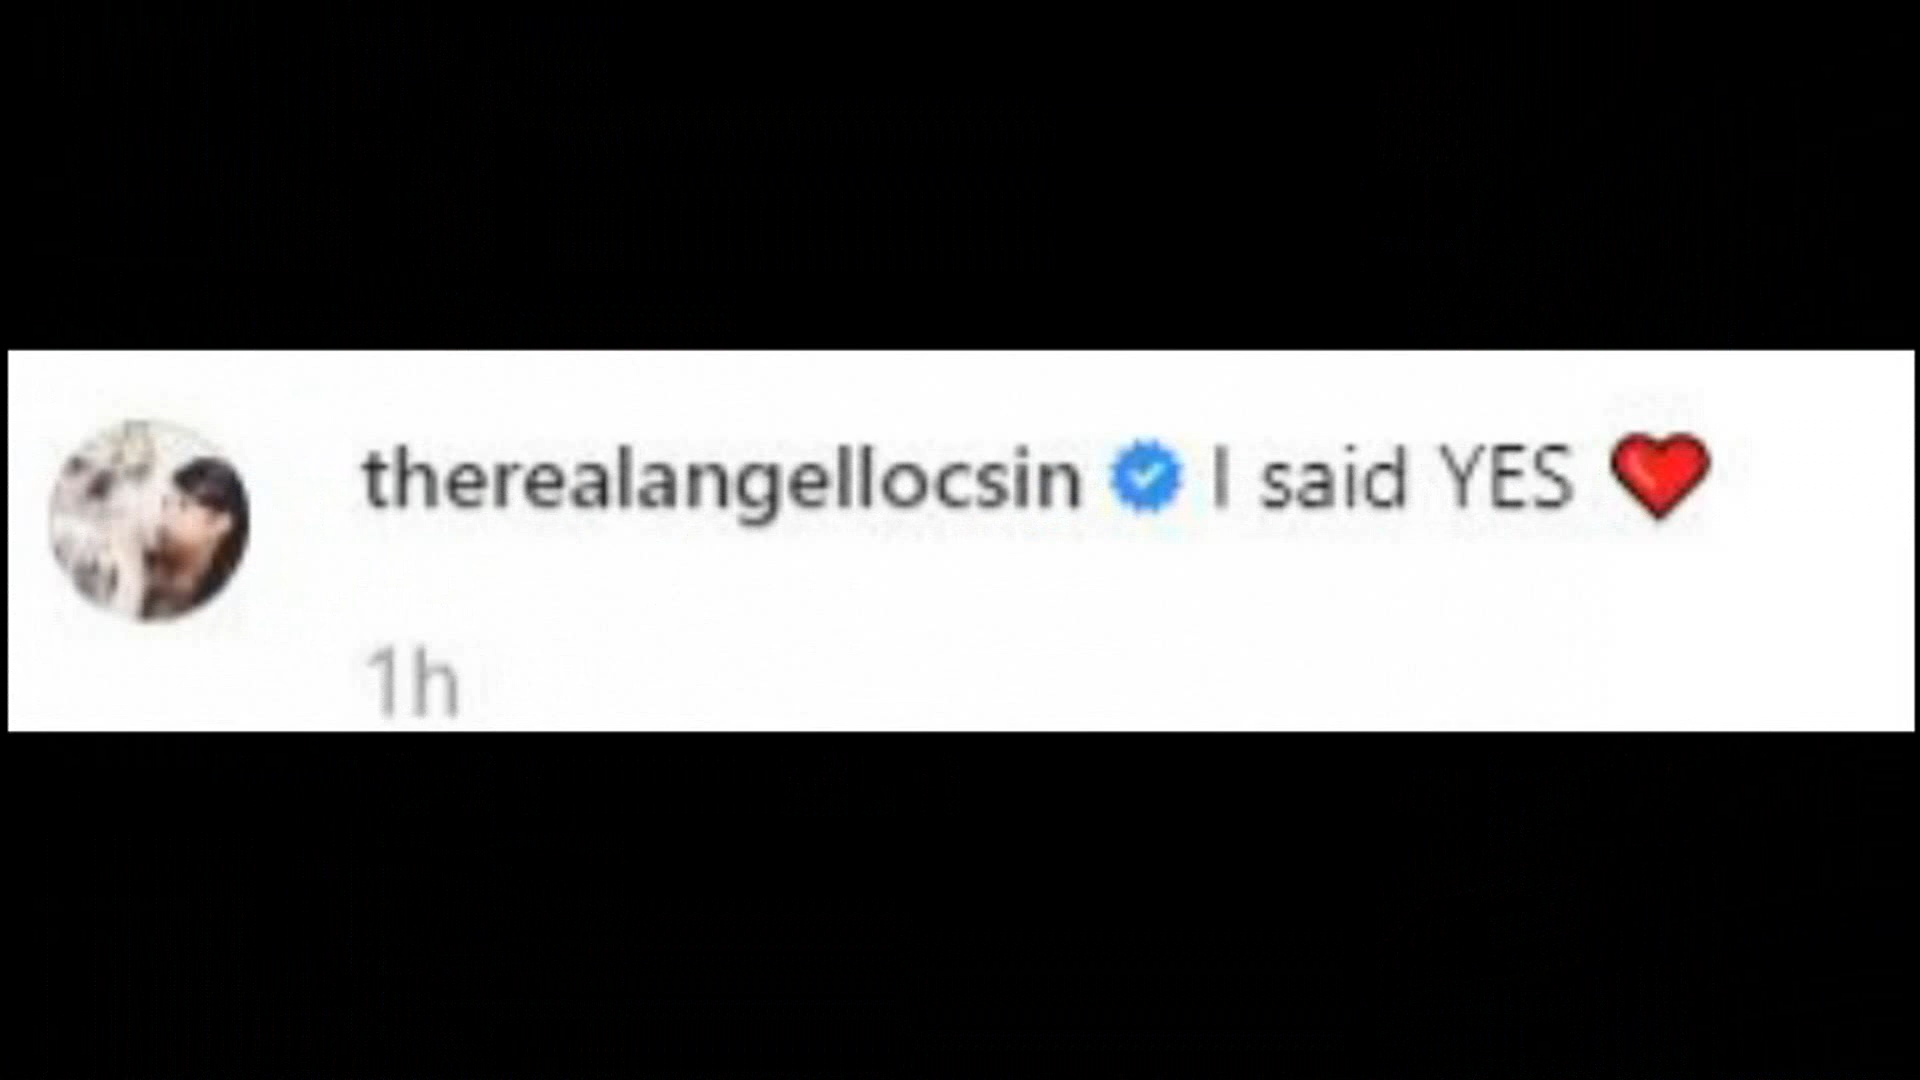 therealangellocsin I said YES ❤️
1h